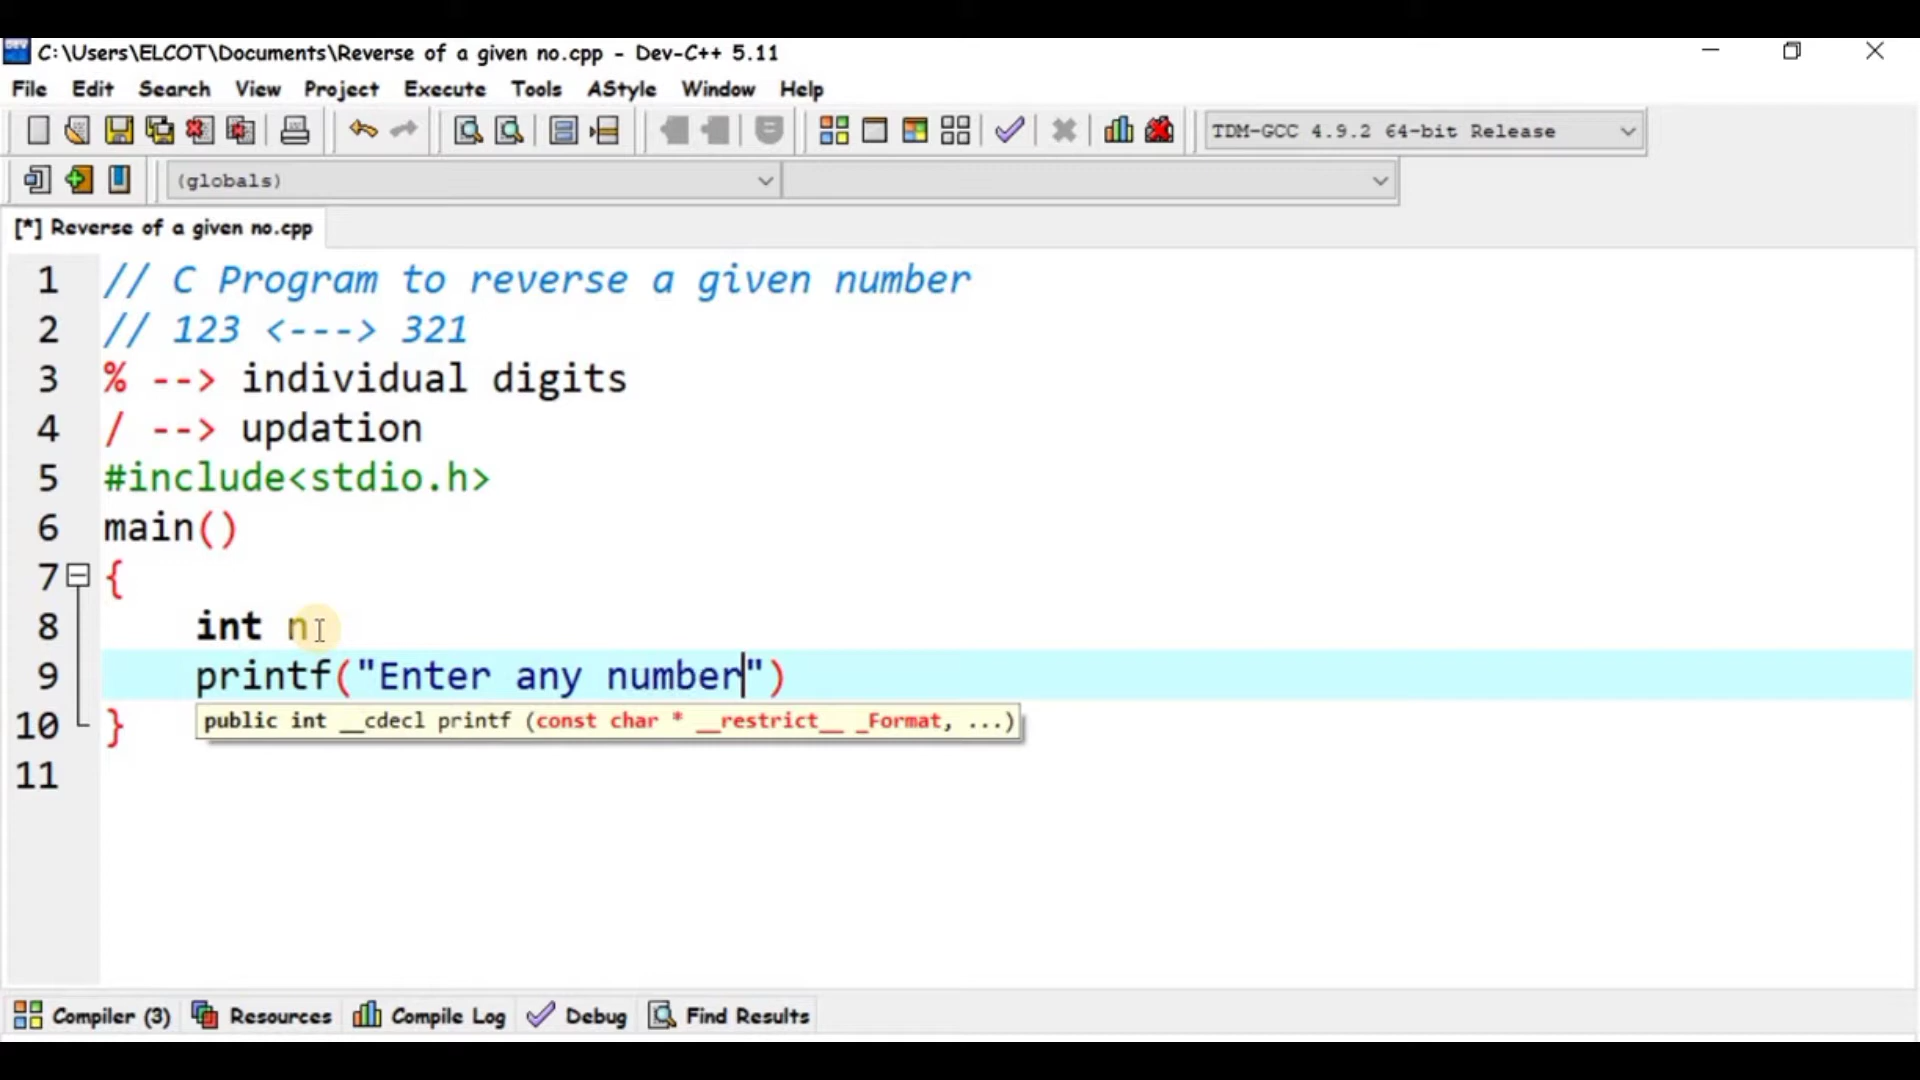 C:\Users\ELCOT\Documents\Reverse of a given no.cpp - Dev-C++ 5.11
File Edit Search View Project Execute Tools AStyle Window Help
TDM-GCC 4.9.2 64-bit Release
(globals)
[*] Reverse of a given no.cpp
1 // C Program to reverse a given number
2 // 123 <---> 321
3 % --> individual digits
4 / --> updation
5 #include<stdio.h>
6 main()
7 {
8 int n
9 printf("Enter any number")
10 }
public int __cdecl printf (const char * __restrict__ _Format, ...)
11
Compiler (3) Resources Compile Log Debug Find Results